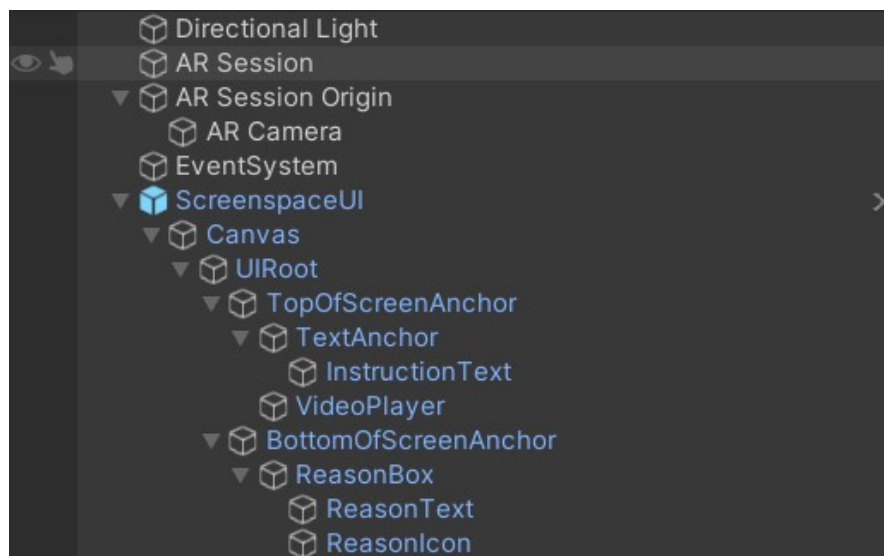 Directional Light
AR Session
AR Session Origin
AR Camera
EventSystem
ScreenspaceUI
Canvas
UIRoot
TopOfScreenAnchor
TextAnchor
InstructionText
VideoPlayer
BottomOfScreenAnchor
ReasonBox
ReasonText
ReasonIcon